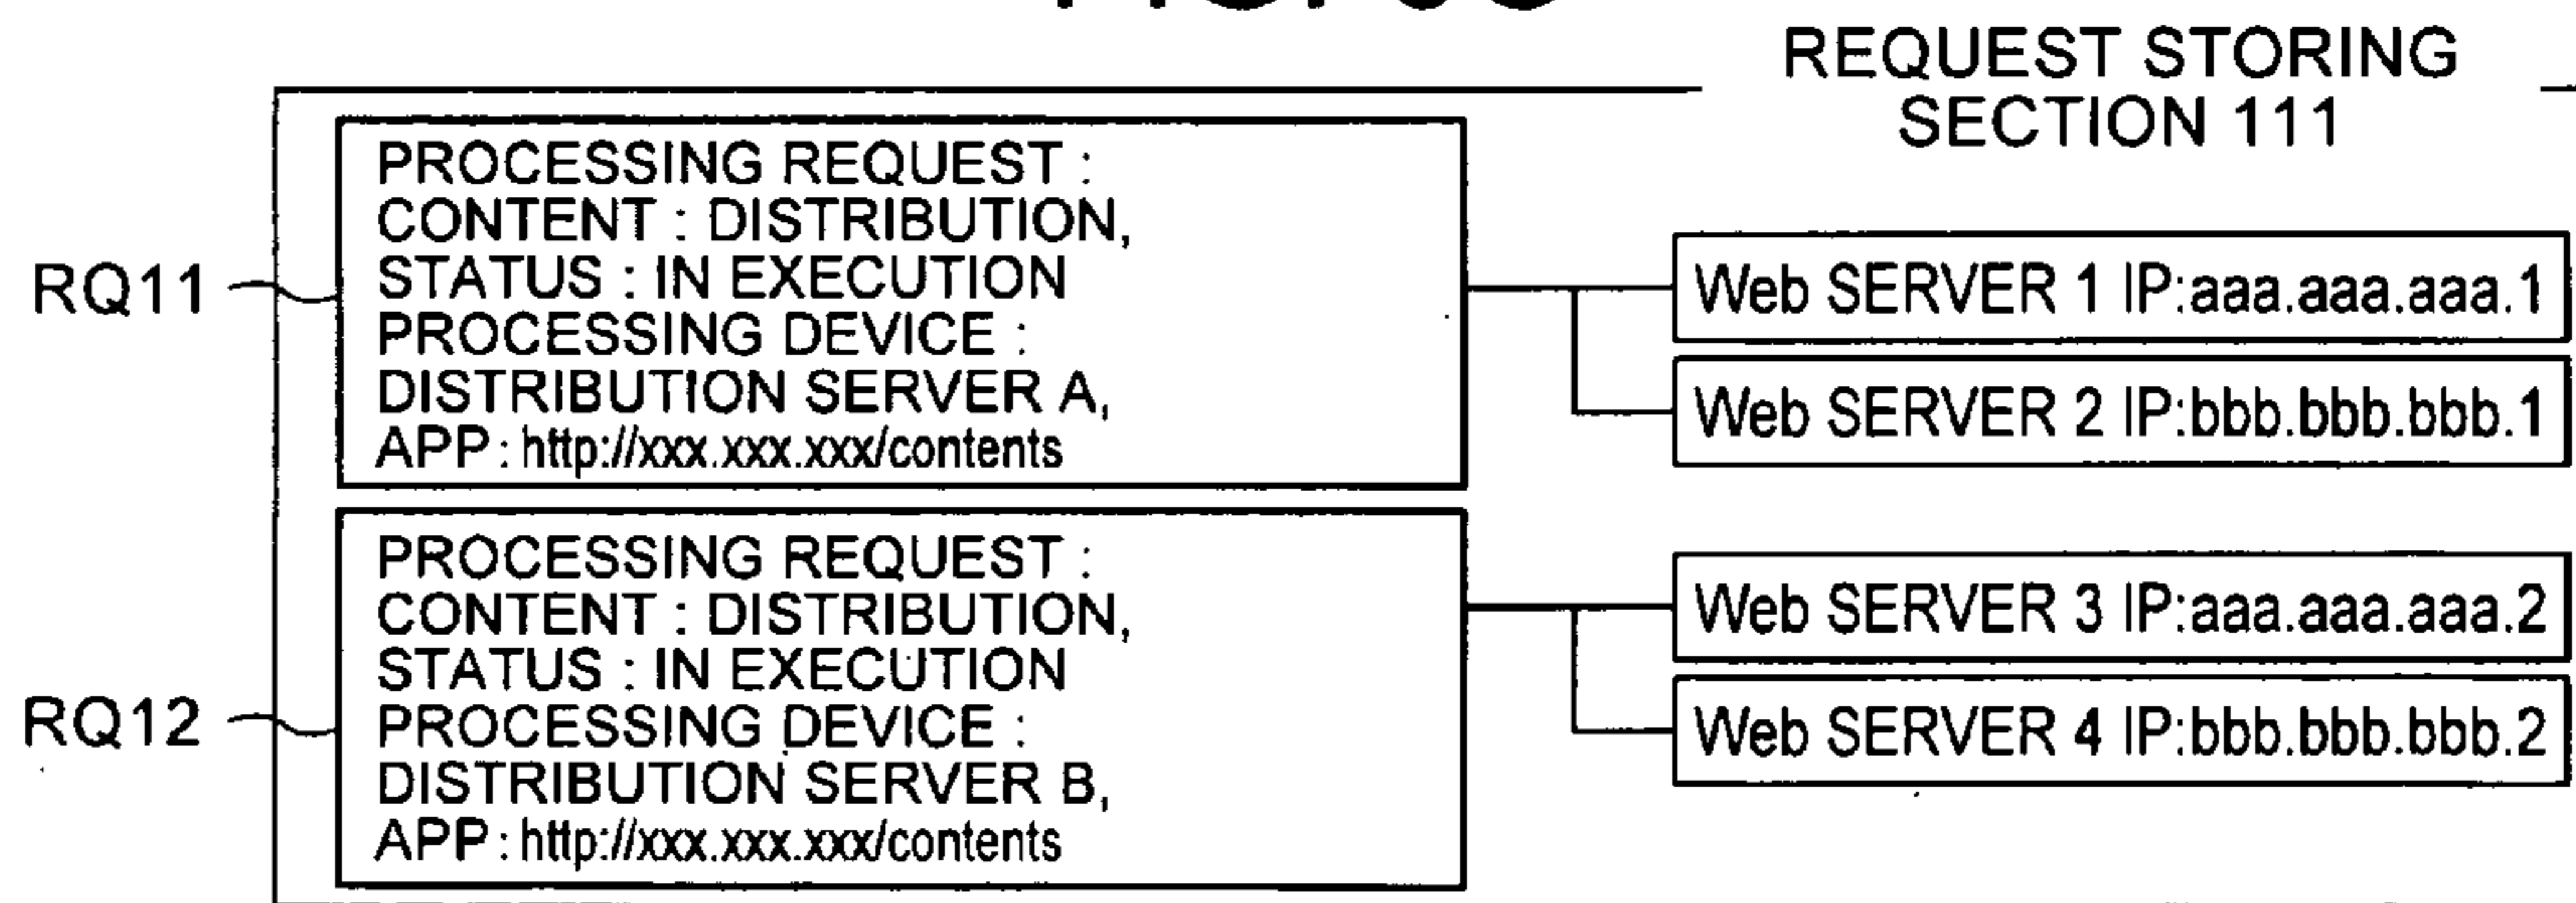 REQUEST STORING
SECTION 111
RQ11
PROCESSING REQUEST :
CONTENT : DISTRIBUTION,
STATUS : IN EXECUTION
PROCESSING DEVICE :
DISTRIBUTION SERVER A,
APP : http://xxx.xxx.xxx/contents
Web SERVER 1 IP:aaa.aaa.aaa.1
Web SERVER 2 IP:bbb.bbb.bbb.1
RQ12
PROCESSING REQUEST :
CONTENT : DISTRIBUTION,
STATUS : IN EXECUTION
PROCESSING DEVICE :
DISTRIBUTION SERVER B,
APP : http://xxx.xxx.xxx/contents
Web SERVER 3 IP:aaa.aaa.aaa.2
Web SERVER 4 IP:bbb.bbb.bbb.2